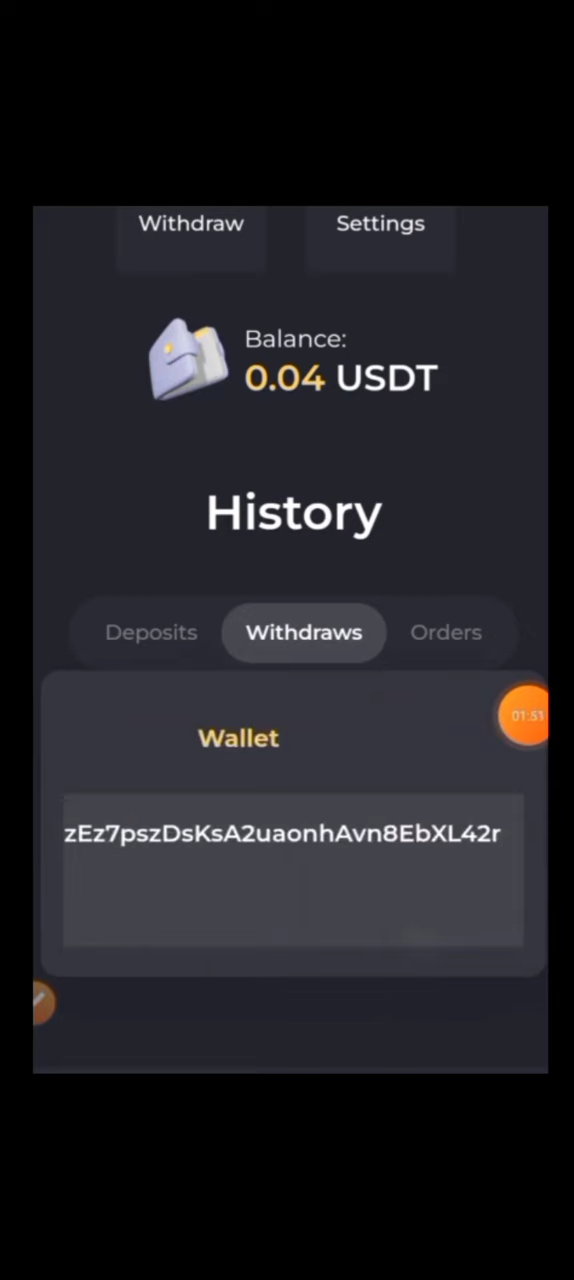 Withdraw Settings
Balance:
0.04 USDT
History
Deposits Withdraws Orders
01:51
Wallet
zEz7pszDsKsA2uaonhAvn8EbXL42r